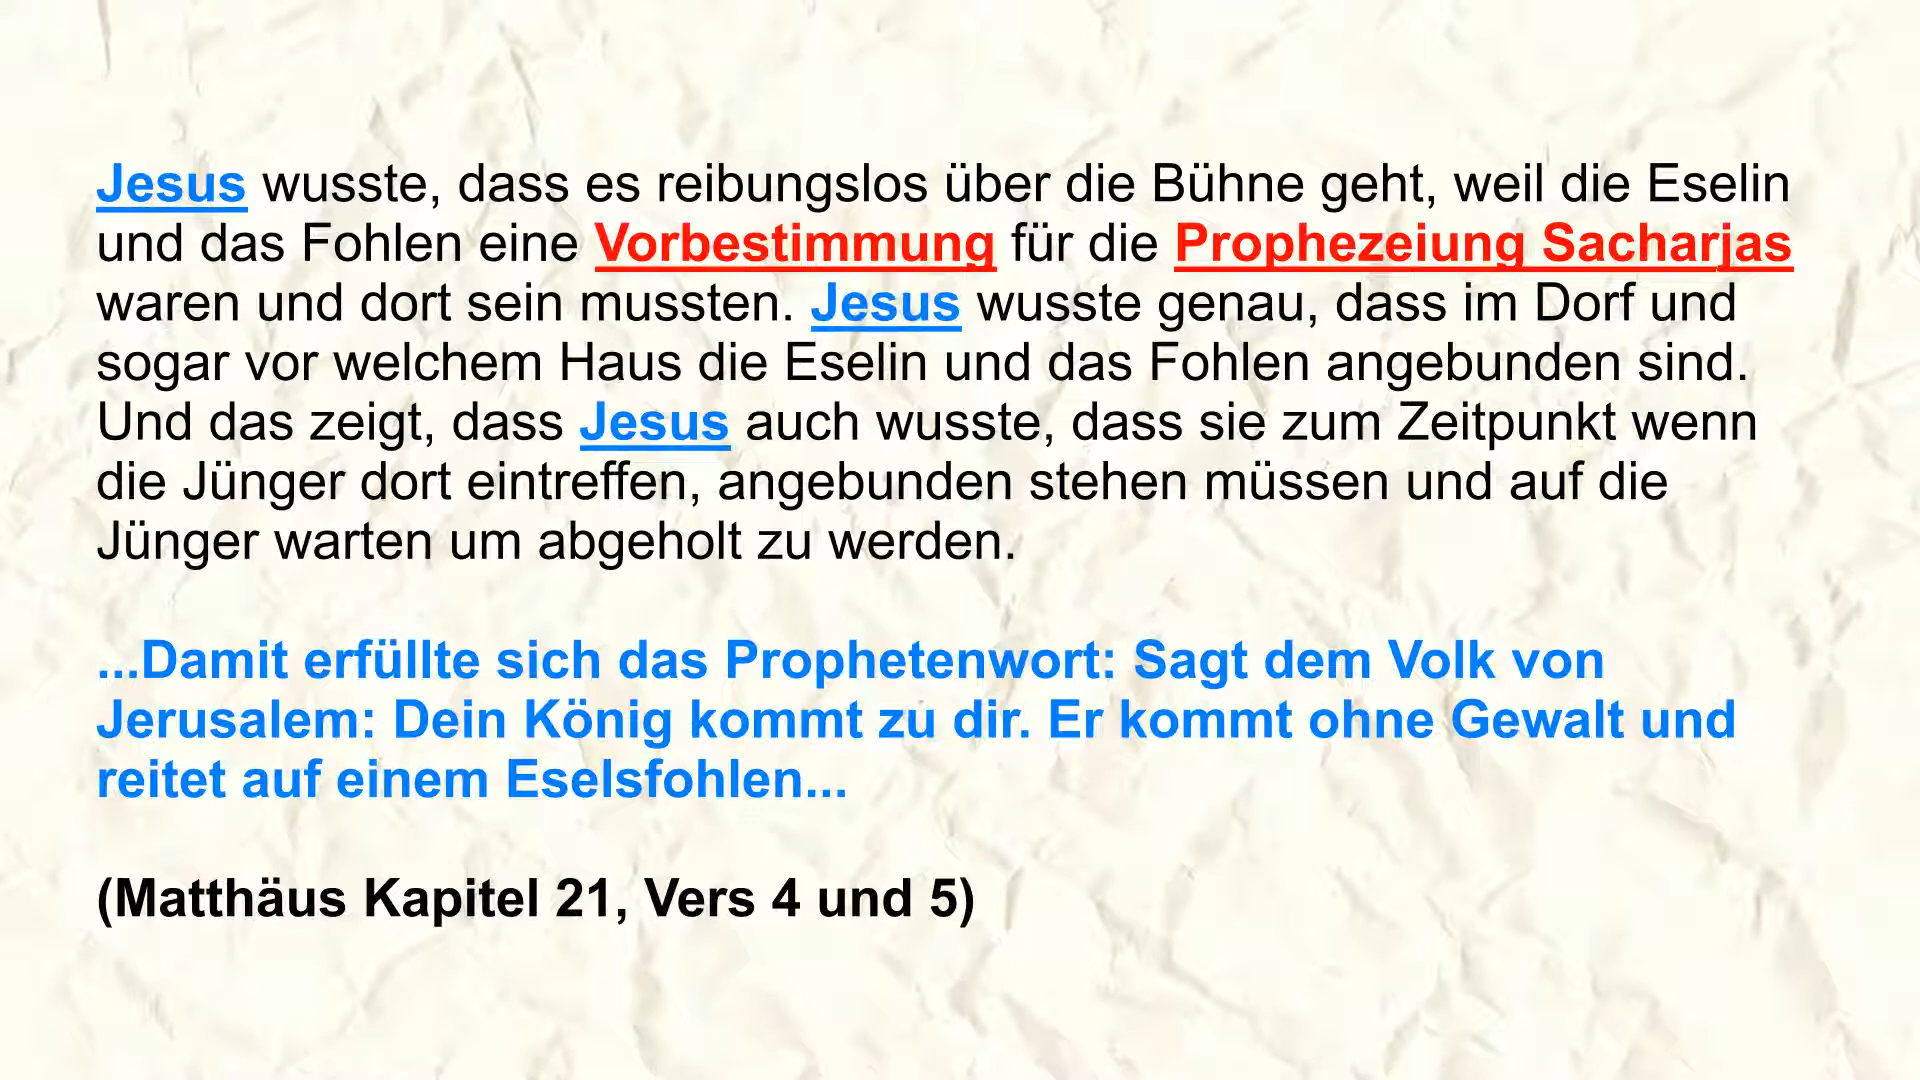 Jesus wusste, dass es reibungslos über die Bühne geht, weil die Eselin
und das Fohlen eine Vorbestimmung für die Prophezeiung Sacharjas
waren und dort sein mussten. Jesus wusste genau, dass im Dorf und
sogar vor welchem Haus die Eselin und das Fohlen angebunden sind.
Und das zeigt, dass Jesus auch wusste, dass sie zum Zeitpunkt wenn
die Jünger dort eintreffen, angebunden stehen müssen und auf die
Jünger warten um abgeholt zu werden.
...Damit erfüllte sich das Prophetenwort: Sagt dem Volk von
Jerusalem: Dein König kommt zu dir. Er kommt ohne Gewalt und
reitet auf einem Eselsfohlen...
(Matthäus Kapitel 21, Vers 4 und 5)